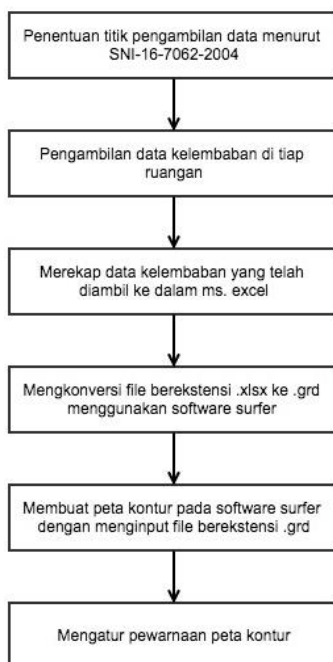 Penentuan titik pengambilan data menurut
SNI-16-7062-2004
Pengambilan data kelembaban di tiap
ruangan
Merekap data kelembaban yang telah
diambil ke dalam ms. excel
Mengkonversi file berekstensi .xlsx ke .grd
menggunakan software surfer
Membuat peta kontur pada software surfer
dengan menginput file berekstensi .grd
Mengatur pewarnaan peta kontur